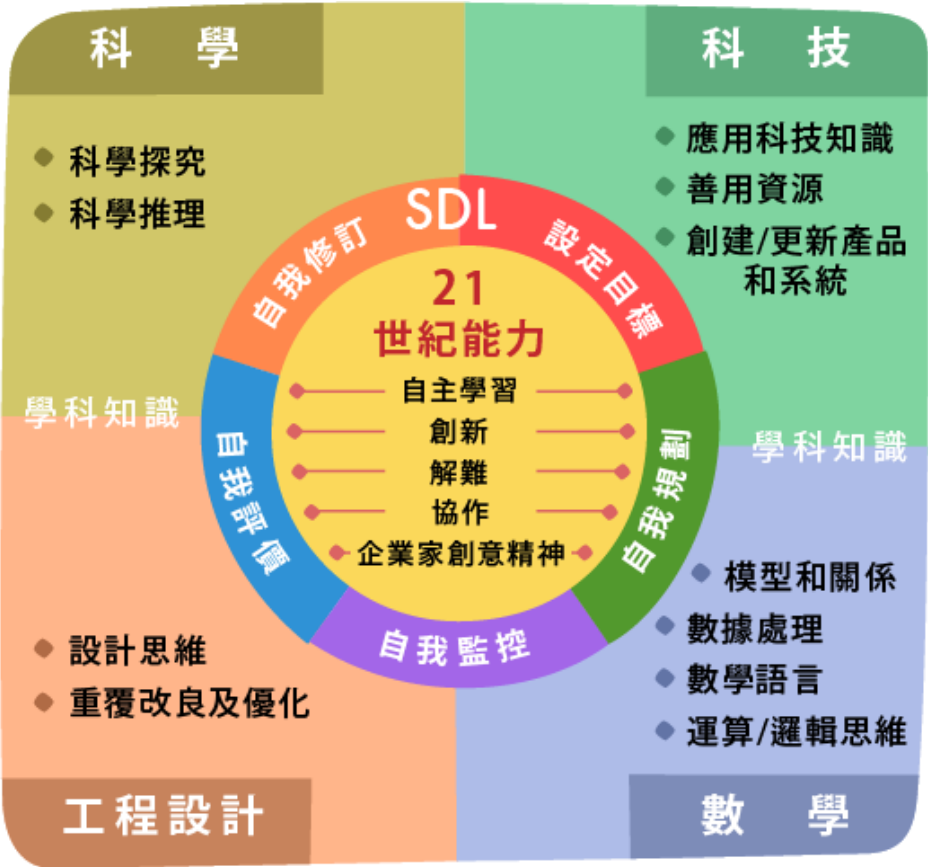 科學
科學探究
科學推理
科技
應用科技知識
善用資源
創建/更新產品
和系統
SDL
設定目標
自我規劃
自我監控
自我評價
自我修訂
21
世紀能力
自主學習
創新
解難
協作
企業家創意精神
學科知識
學科知識
設計思維
重覆改良及優化
工程設計
模型和關係
數據處理
數學語言
運算/邏輯思維
數學